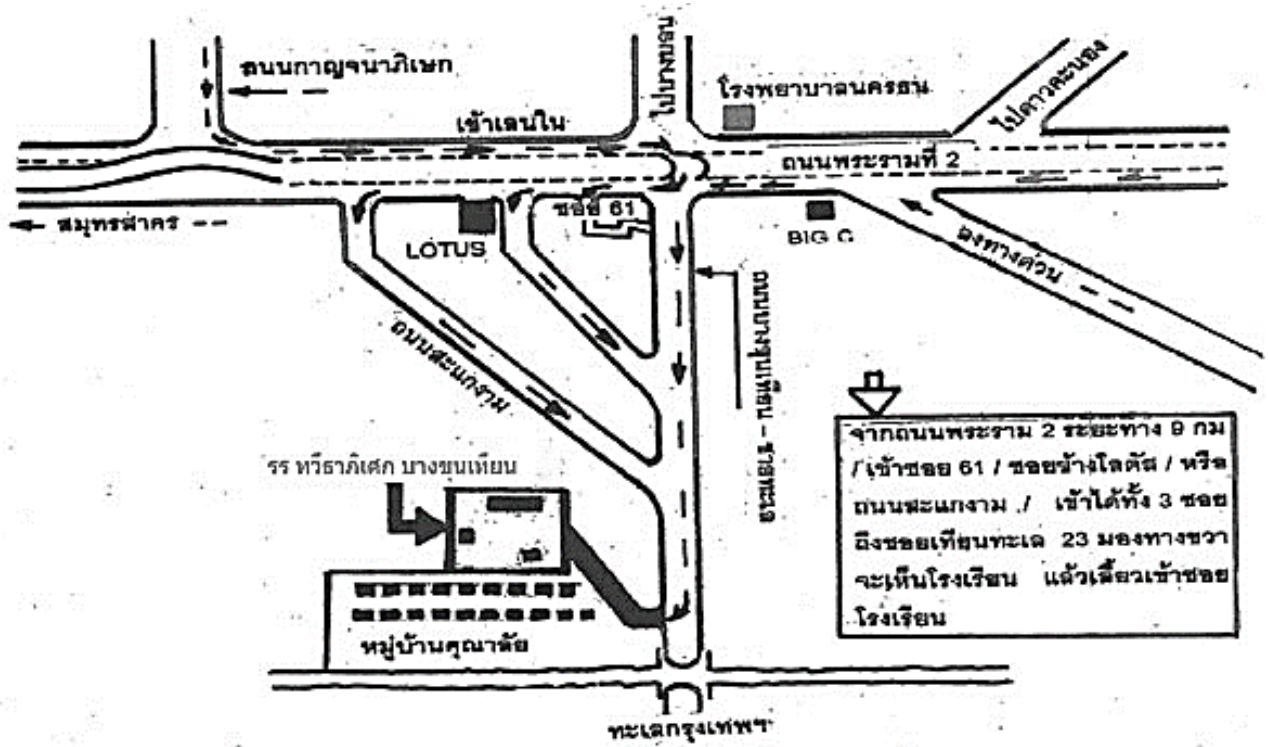 ถนนกาญจนาภิเษก
ไปบางบอน
โรงพยาบาลนครธน
ไปดาวคะนอง
เข้าเลนใน
ถนนพระรามที่ 2
สมุทรสาคร
LOTUS
ซอย 61
BIG C
ลงทางด่วน
ถนนสะแกงาม
ถนนบางขุนเทียน - ชายทะเล
รร ทวีธาภิเศก บางขุนเทียน
จากถนนพระราม 2 ระยะทาง 9 กม
/ เข้าซอย 61 / ซอยข้างโลตัส / หรือ
ถนนสะแกงาม / เข้าได้ทั้ง 3 ซอย
ถึงซอยเทียนทะเล 23 มองทางขวา
จะเห็นโรงเรียน แล้วเลี้ยวเข้าซอย
โรงเรียน
หมู่บ้านคุณาลัย
ทะเลกรุงเทพฯ